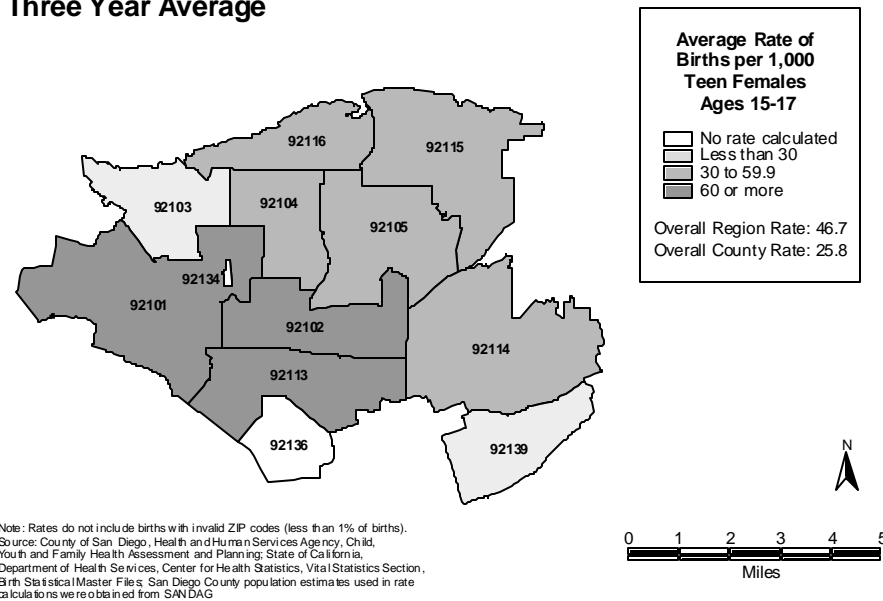 Three Year Average
Average Rate of
Births per 1,000
Teen Females
Ages 15-17
No rate calculated
Less than 30
30 to 59.9
60 or more
Overall Region Rate: 46.7
Overall County Rate: 25.8
92116
92115
92103
92104
92105
92134
92101
92102
92114
92113
92136
92139
N
0 1 2 3 4 5
Miles
Note: Rates do not include births with invalid ZIP codes (less than 1% of births).
Source: County of San Diego, Health and Human Services Agency, Child,
Youth and Family Health Assessment and Planning; State of California,
Department of Health Services, Center for Health Statistics, Vital Statistics Section,
Birth Statistical Master Files; San Diego County population estimates used in rate
calculations were obtained from SANDAG